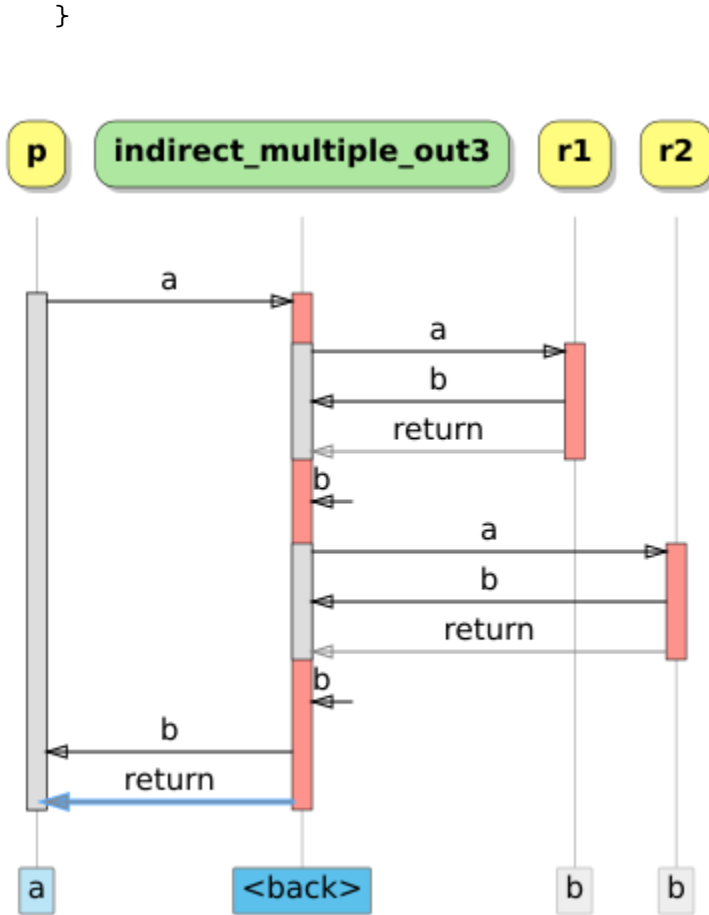 }
p indirect_multiple_out3 r1 r2
a
a
b
return
b
a
b
return
b
b
return
a <back> b b